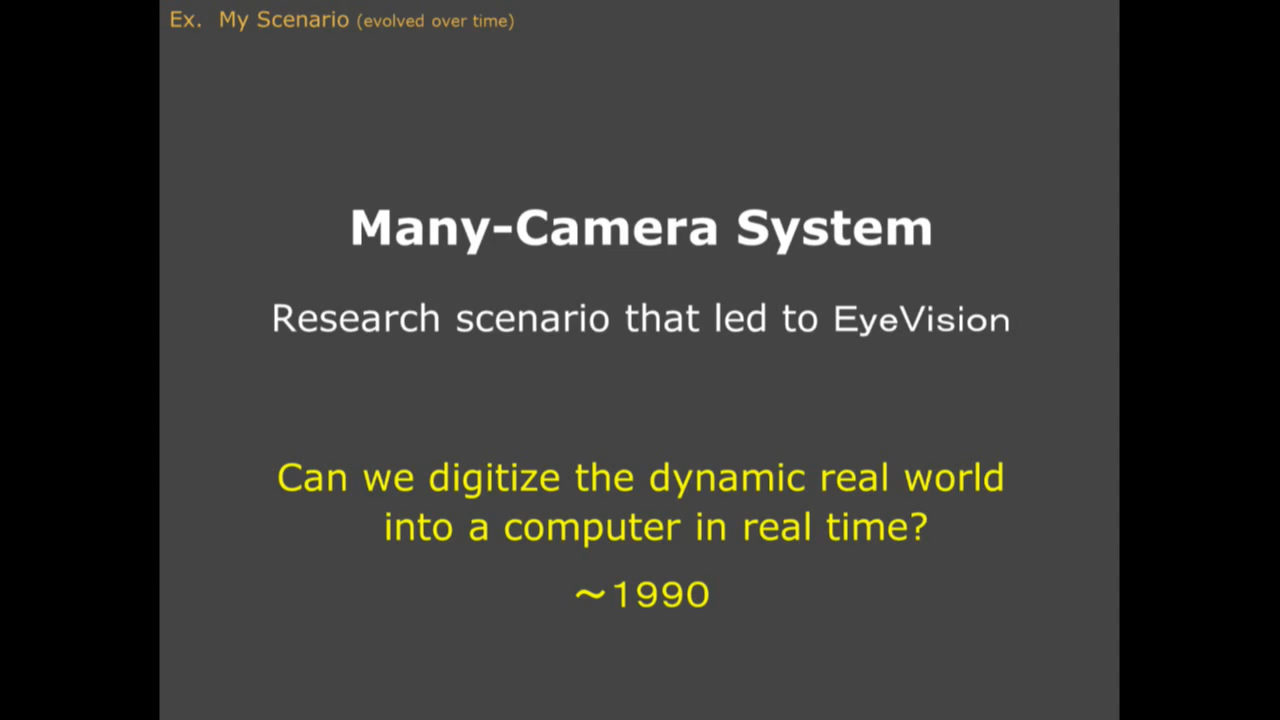 Ex. My Scenario (evolved over time)
Many-Camera System
Research scenario that led to EyeVision
Can we digitize the dynamic real world
into a computer in real time?
～1990